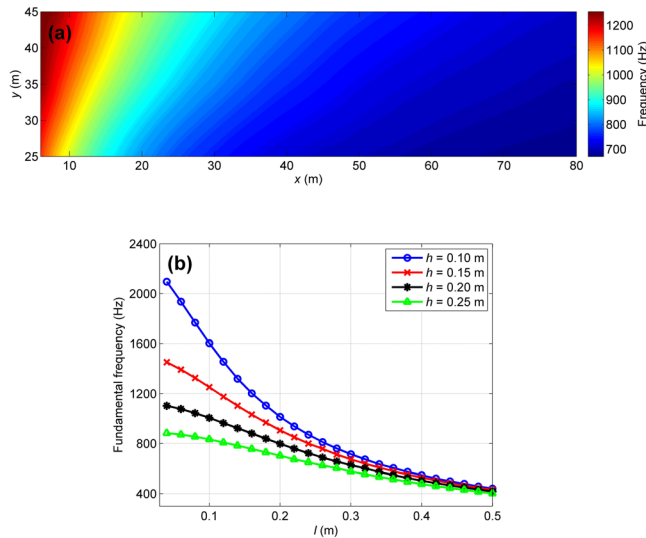 (a)
45
40
35
30
25
y (m)
10 20 30 40 50 60 70 80
x (m)
1200
1100
1000
900
800
700
Frequency (Hz)
(b)
2400
2000
1600
1200
800
400
Fundamental frequency (Hz)
h = 0.10 m
h = 0.15 m
h = 0.20 m
h = 0.25 m
0.1 0.2 0.3 0.4 0.5
l (m)